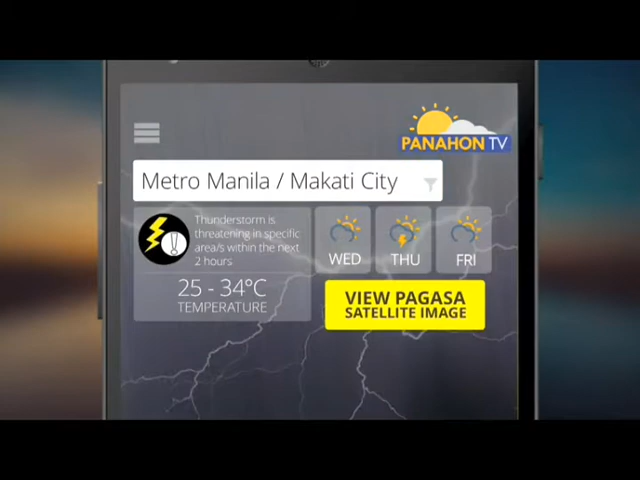 PANAHON TV
Metro Manila / Makati City
Thunderstorm is
threatening in specific
area/s within the next
2 hours
25 - 34°C
TEMPERATURE
WED
THU
FRI
VIEW PAGASA
SATELLITE IMAGE